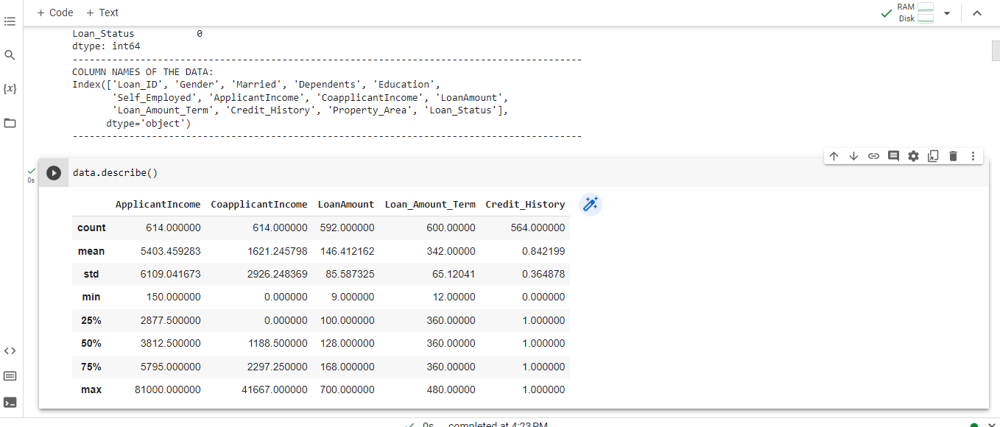 + Code + Text
RAM
Disk
Loan_Status 0
dtype: int64
------------------------------------------------------------------------------------------
COLUMN NAMES OF THE DATA:
Index(['Loan_ID', 'Gender', 'Married', 'Dependents', 'Education',
'Self_Employed', 'ApplicantIncome', 'CoapplicantIncome', 'LoanAmount',
'Loan_Amount_Term', 'Credit_History', 'Property_Area', 'Loan_Status'],
dtype='object')
------------------------------------------------------------------------------------------
{x}
0s
data.describe()
ApplicantIncome CoapplicantIncome LoanAmount Loan_Amount_Term Credit_History
count 614.000000 614.000000 592.000000 600.00000 564.000000
mean 5403.459283 1621.245798 146.412162 342.00000 0.842199
std 6109.041673 2926.248369 85.587325 65.12041 0.364878
min 150.000000 0.000000 9.000000 12.00000 0.000000
25% 2877.500000 0.000000 100.000000 360.00000 1.000000
50% 3812.500000 1188.500000 128.000000 360.00000 1.000000
75% 5795.000000 2297.250000 168.000000 360.00000 1.000000
max 81000.000000 41667.000000 700.000000 480.00000 1.000000
0s completed at 4:23 PM